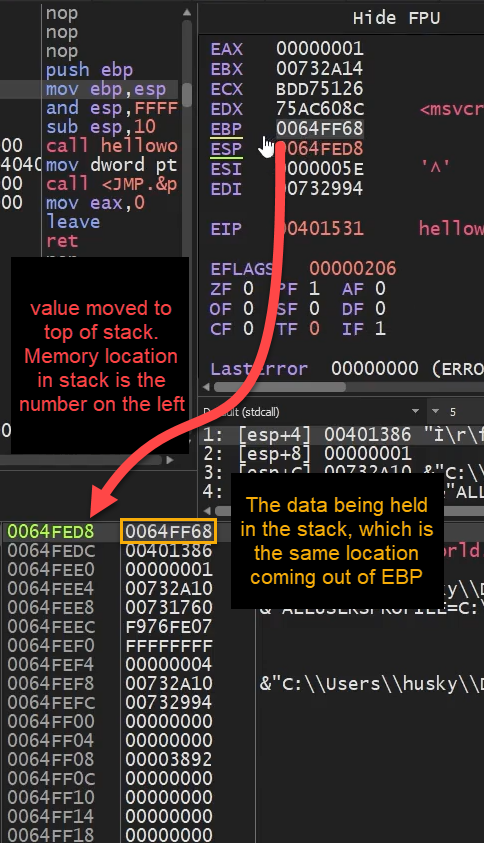 nop
nop
nop
push ebp
mov ebp,esp
and esp,FFFF
sub esp,10
00 call hellowo
4040 mov dword pt
00 call <JMP.&p
00 mov eax,0
leave
ret
Hide FPU
EAX 00000001
EBX 00732A14
ECX BDD75126
EDX 75AC608C <msvcr
EBP 0064FF68
ESP 0064FED8
ESI 0000005E '^'
EDI 00732994
EIP 00401531 hellow
EFLAGS 00000206
ZF 0 PF 1 AF 0
OF 0 SF 0 DF 0
CF 0 TF 0 IF 1
LastError 00000000 (ERRO
value moved to
top of stack.
Memory location
in stack is the
number on the left
(stdcall) 5
1: [esp+4] 00401386 "Ì\r\f
2: [esp+8] 00000001
3: [esp+C] 00732A10 &"C:\
4:
The data being held
in the stack, which is
the same location
coming out of EBP
0064FED8 0064FF68
0064FEDC 00401386
0064FEE0 00000001
0064FEE4 00732A10
0064FEE8 00731760 &"ALLUSERSPROFILE=C:\
0064FEEC F976FE07
0064FEF0 FFFFFFFF
0064FEF4 00000004
0064FEF8 00732A10 &"C:\\Users\\husky\\D
0064FEFC 00732994
0064FF00 00000000
0064FF04 00000000
0064FF08 00003892
0064FF0C 00000000
0064FF10 00000000
0064FF14 00000000
0064FF18 00000000